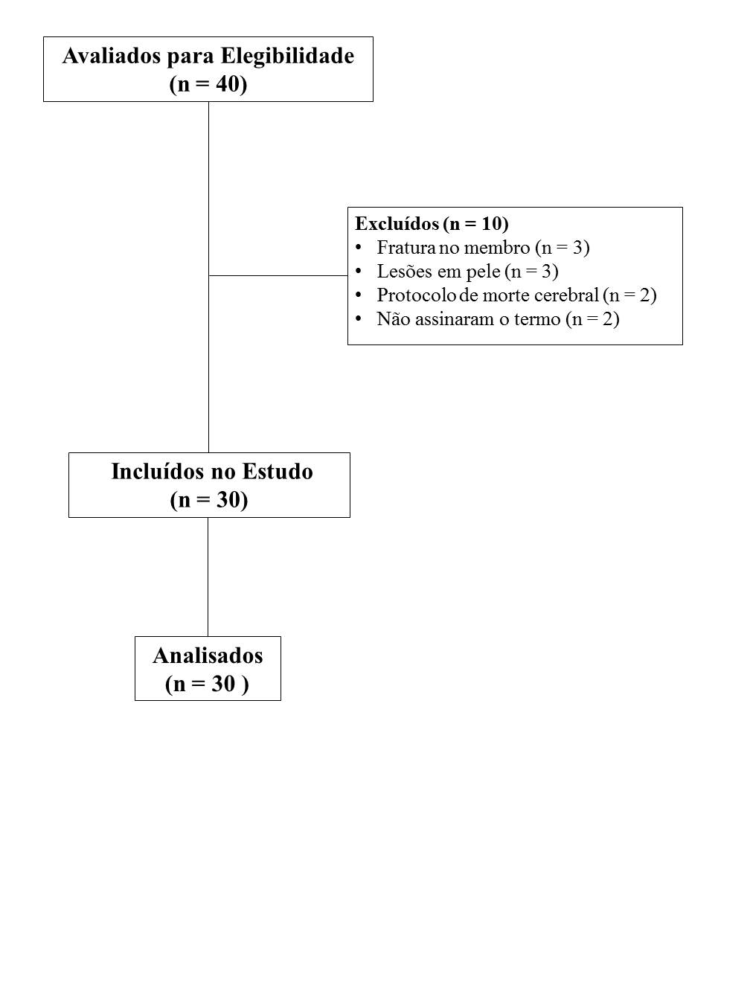 Avaliados para Elegibilidade
(n = 40)
Excluídos (n = 10)
• Fratura no membro (n = 3)
• Lesões em pele (n = 3)
• Protocolo de morte cerebral (n = 2)
• Não assinaram o termo (n = 2)
Incluídos no Estudo
(n = 30)
Analisados
(n = 30 )